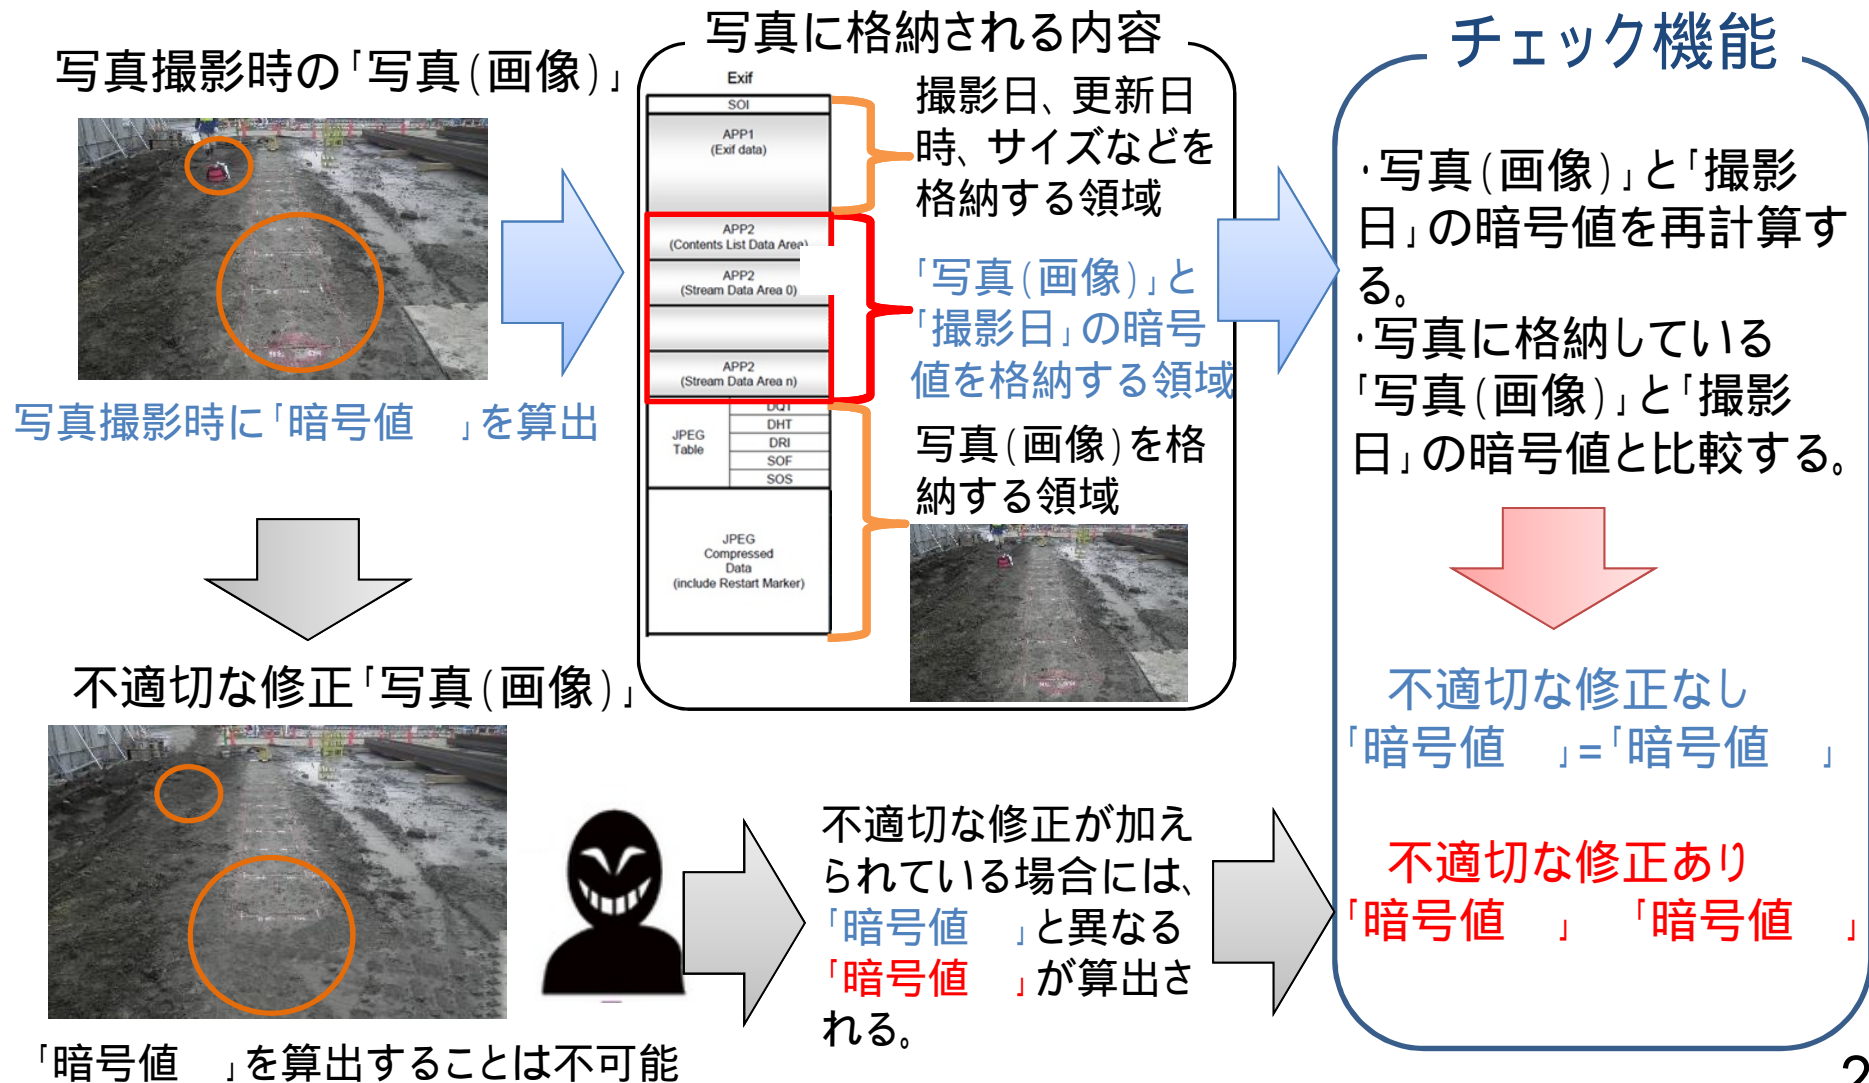 写真撮影時の「写真(画像)」
写真撮影時に「暗号値　」を算出
不適切な修正「写真(画像)」
「暗号値　」を算出することは不可能
写真に格納される内容
Exif
SOI
APP1
(Exif data)
APP2
(Contents List Data Area)
APP2
(Stream Data Area 0)
APP2
(Stream Data Area n)
JPEG
Table
DQT
DHT
DRI
SOF
SOS
JPEG
Compressed
Data
(include Restart Marker)
撮影日、更新日
時、サイズなどを
格納する領域
「写真(画像)」と
「撮影日」の暗号
値を格納する領域
写真(画像)を格
納する領域
不適切な修正が加え
られている場合には、
「暗号値　」と異なる
「暗号値　」が算出さ
れる。
チェック機能
・写真(画像)」と「撮影
日」の暗号値を再計算す
る。
・写真に格納している
「写真(画像)」と「撮影
日」の暗号値と比較する。
不適切な修正なし
「暗号値　」=「暗号値　」
不適切な修正あり
「暗号値　」　「暗号値　」
2